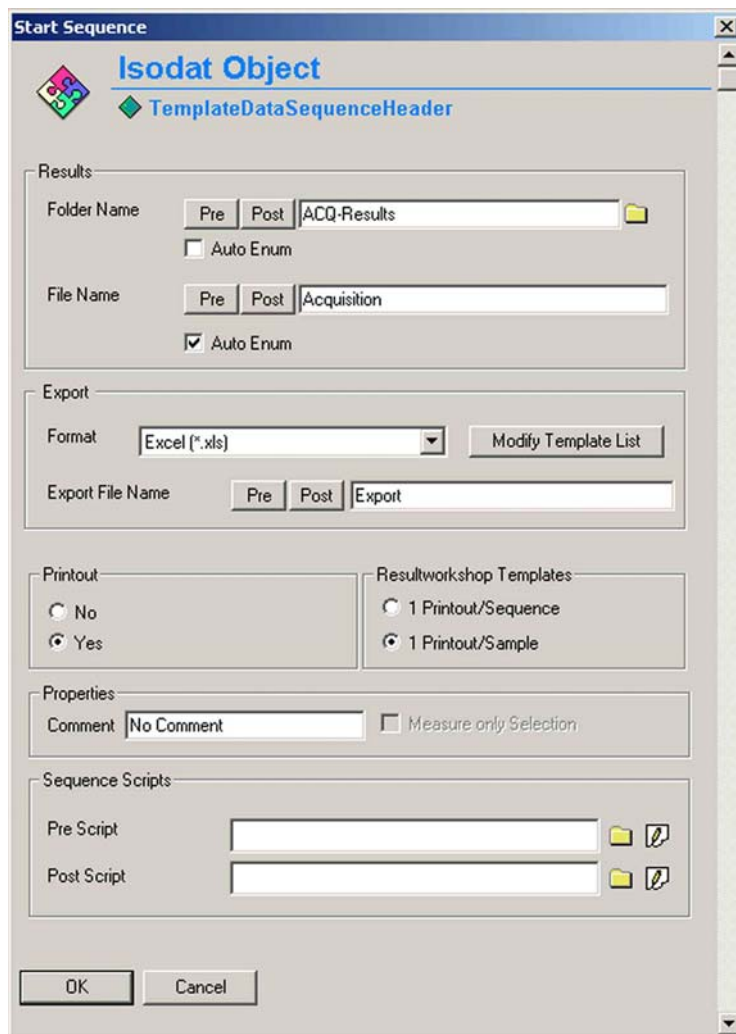 Start Sequence
Isodat Object
TemplateDataSequenceHeader
Results
Folder Name Pre Post ACQ-Results
Auto Enum
File Name Pre Post Acquisition
Auto Enum
Export
Format Excel (*.xls) Modify Template List
Export File Name Pre Post Export
Printout
No
Yes
Resultworkshop Templates
1 Printout/Sequence
1 Printout/Sample
Properties
Comment No Comment Measure only Selection
Sequence Scripts
Pre Script
Post Script
OK Cancel